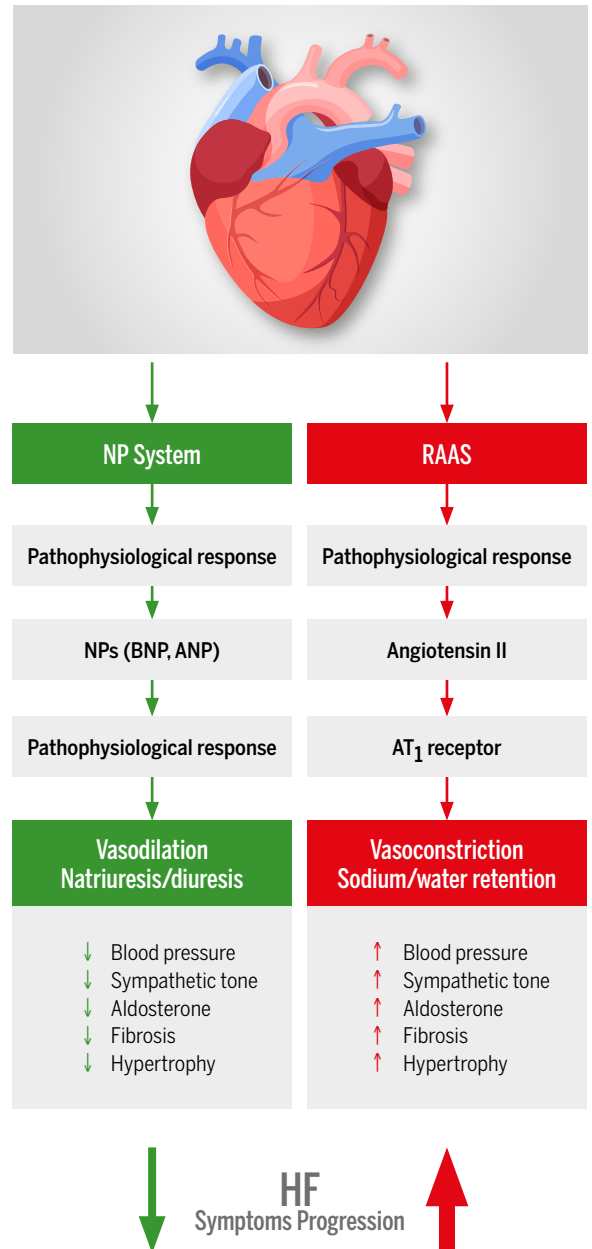 NP System
Pathophysiological response
NPs (BNP, ANP)
Pathophysiological response
Vasodilation
Natriuresis/diuresis
↓ Blood pressure
↓ Sympathetic tone
↓ Aldosterone
↓ Fibrosis
↓ Hypertrophy
RAAS
Pathophysiological response
Angiotensin II
AT1 receptor
Vasoconstriction
Sodium/water retention
↑ Blood pressure
↑ Sympathetic tone
↑ Aldosterone
↑ Fibrosis
↑ Hypertrophy
HF
Symptoms Progression